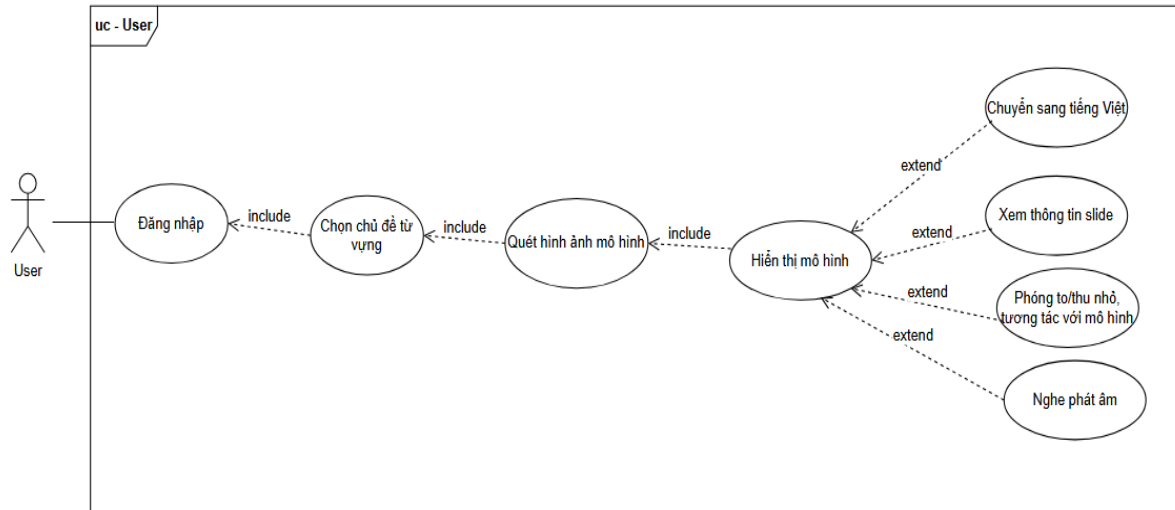 uc - User
User
Đăng nhập
include
Chọn chủ đề từ
vựng
include
Quét hình ảnh mô hình
include
Hiển thị mô hình
extend
Chuyển sang tiếng Việt
extend
Xem thông tin slide
extend
Phóng to/thu nhỏ,
tương tác với mô hình
extend
Nghe phát âm